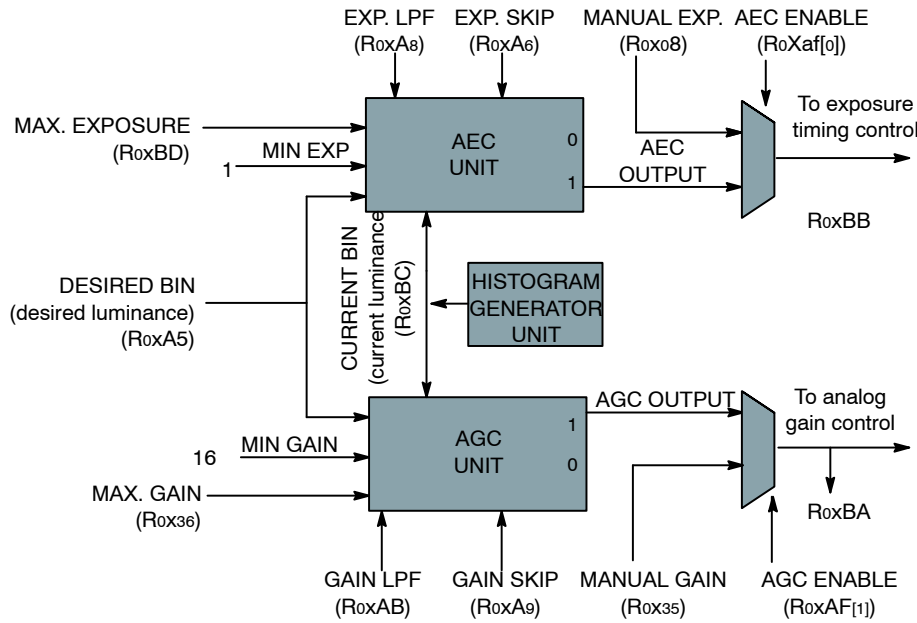 EXP. LPF
(R0xA8)
EXP. SKIP
(R0xA6)
MANUAL EXP.
(R0x08)
AEC ENABLE
(R0Xaf[0])
To exposure
timing control
MAX. EXPOSURE
(R0xBD)
MIN EXP
1
AEC
UNIT
0
1
AEC
OUTPUT
R0xBB
DESIRED BIN
(desired luminance)
(R0xA5)
CURRENT BIN
(current luminance)
(R0xBC)
HISTOGRAM
GENERATOR
UNIT
AGC OUTPUT
To analog
gain control
16
MIN GAIN
AGC
UNIT
1
0
MAX. GAIN
(R0x36)
R0xBA
GAIN LPF
(R0xAB)
GAIN SKIP
(R0xA9)
MANUAL GAIN
(R0x35)
AGC ENABLE
(R0xAF[1])